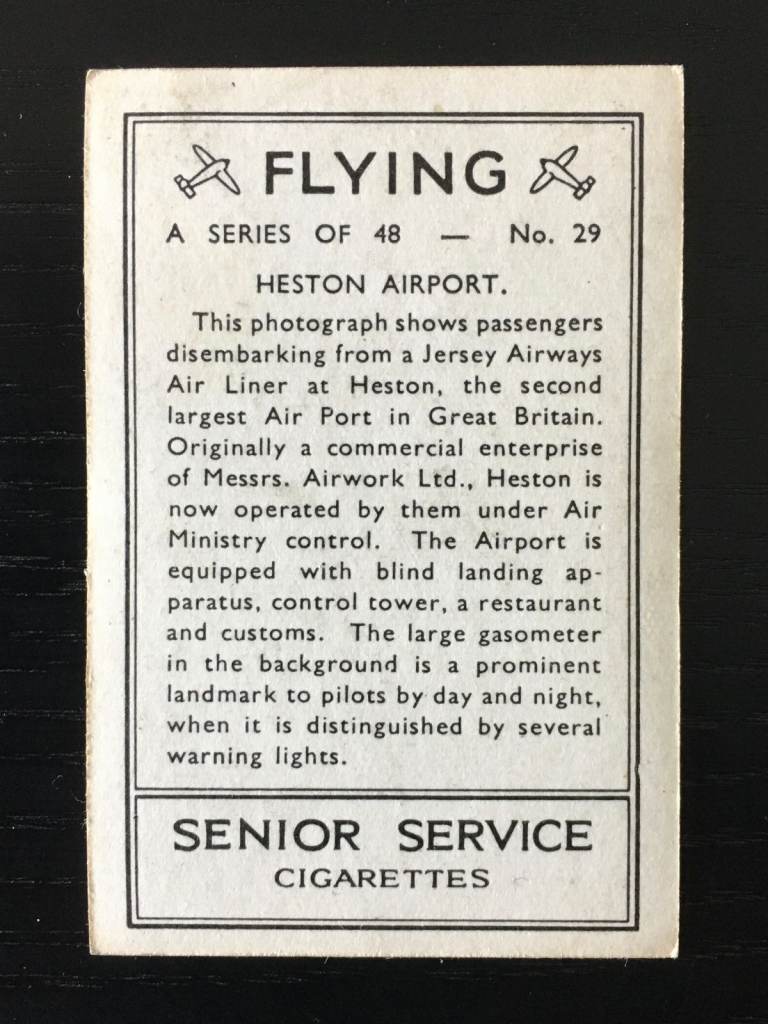 FLYING
A SERIES OF 48 — No. 29
HESTON AIRPORT.
This photograph shows passengers
disembarking from a Jersey Airways
Air Liner at Heston, the second
largest Air Port in Great Britain.
Originally a commercial enterprise
of Messrs. Airwork Ltd., Heston is
now operated by them under Air
Ministry control. The Airport is
equipped with blind landing ap-
paratus, control tower, a restaurant
and customs. The large gasometer
in the background is a prominent
landmark to pilots by day and night,
when it is distinguished by several
warning lights.
SENIOR SERVICE
CIGARETTES